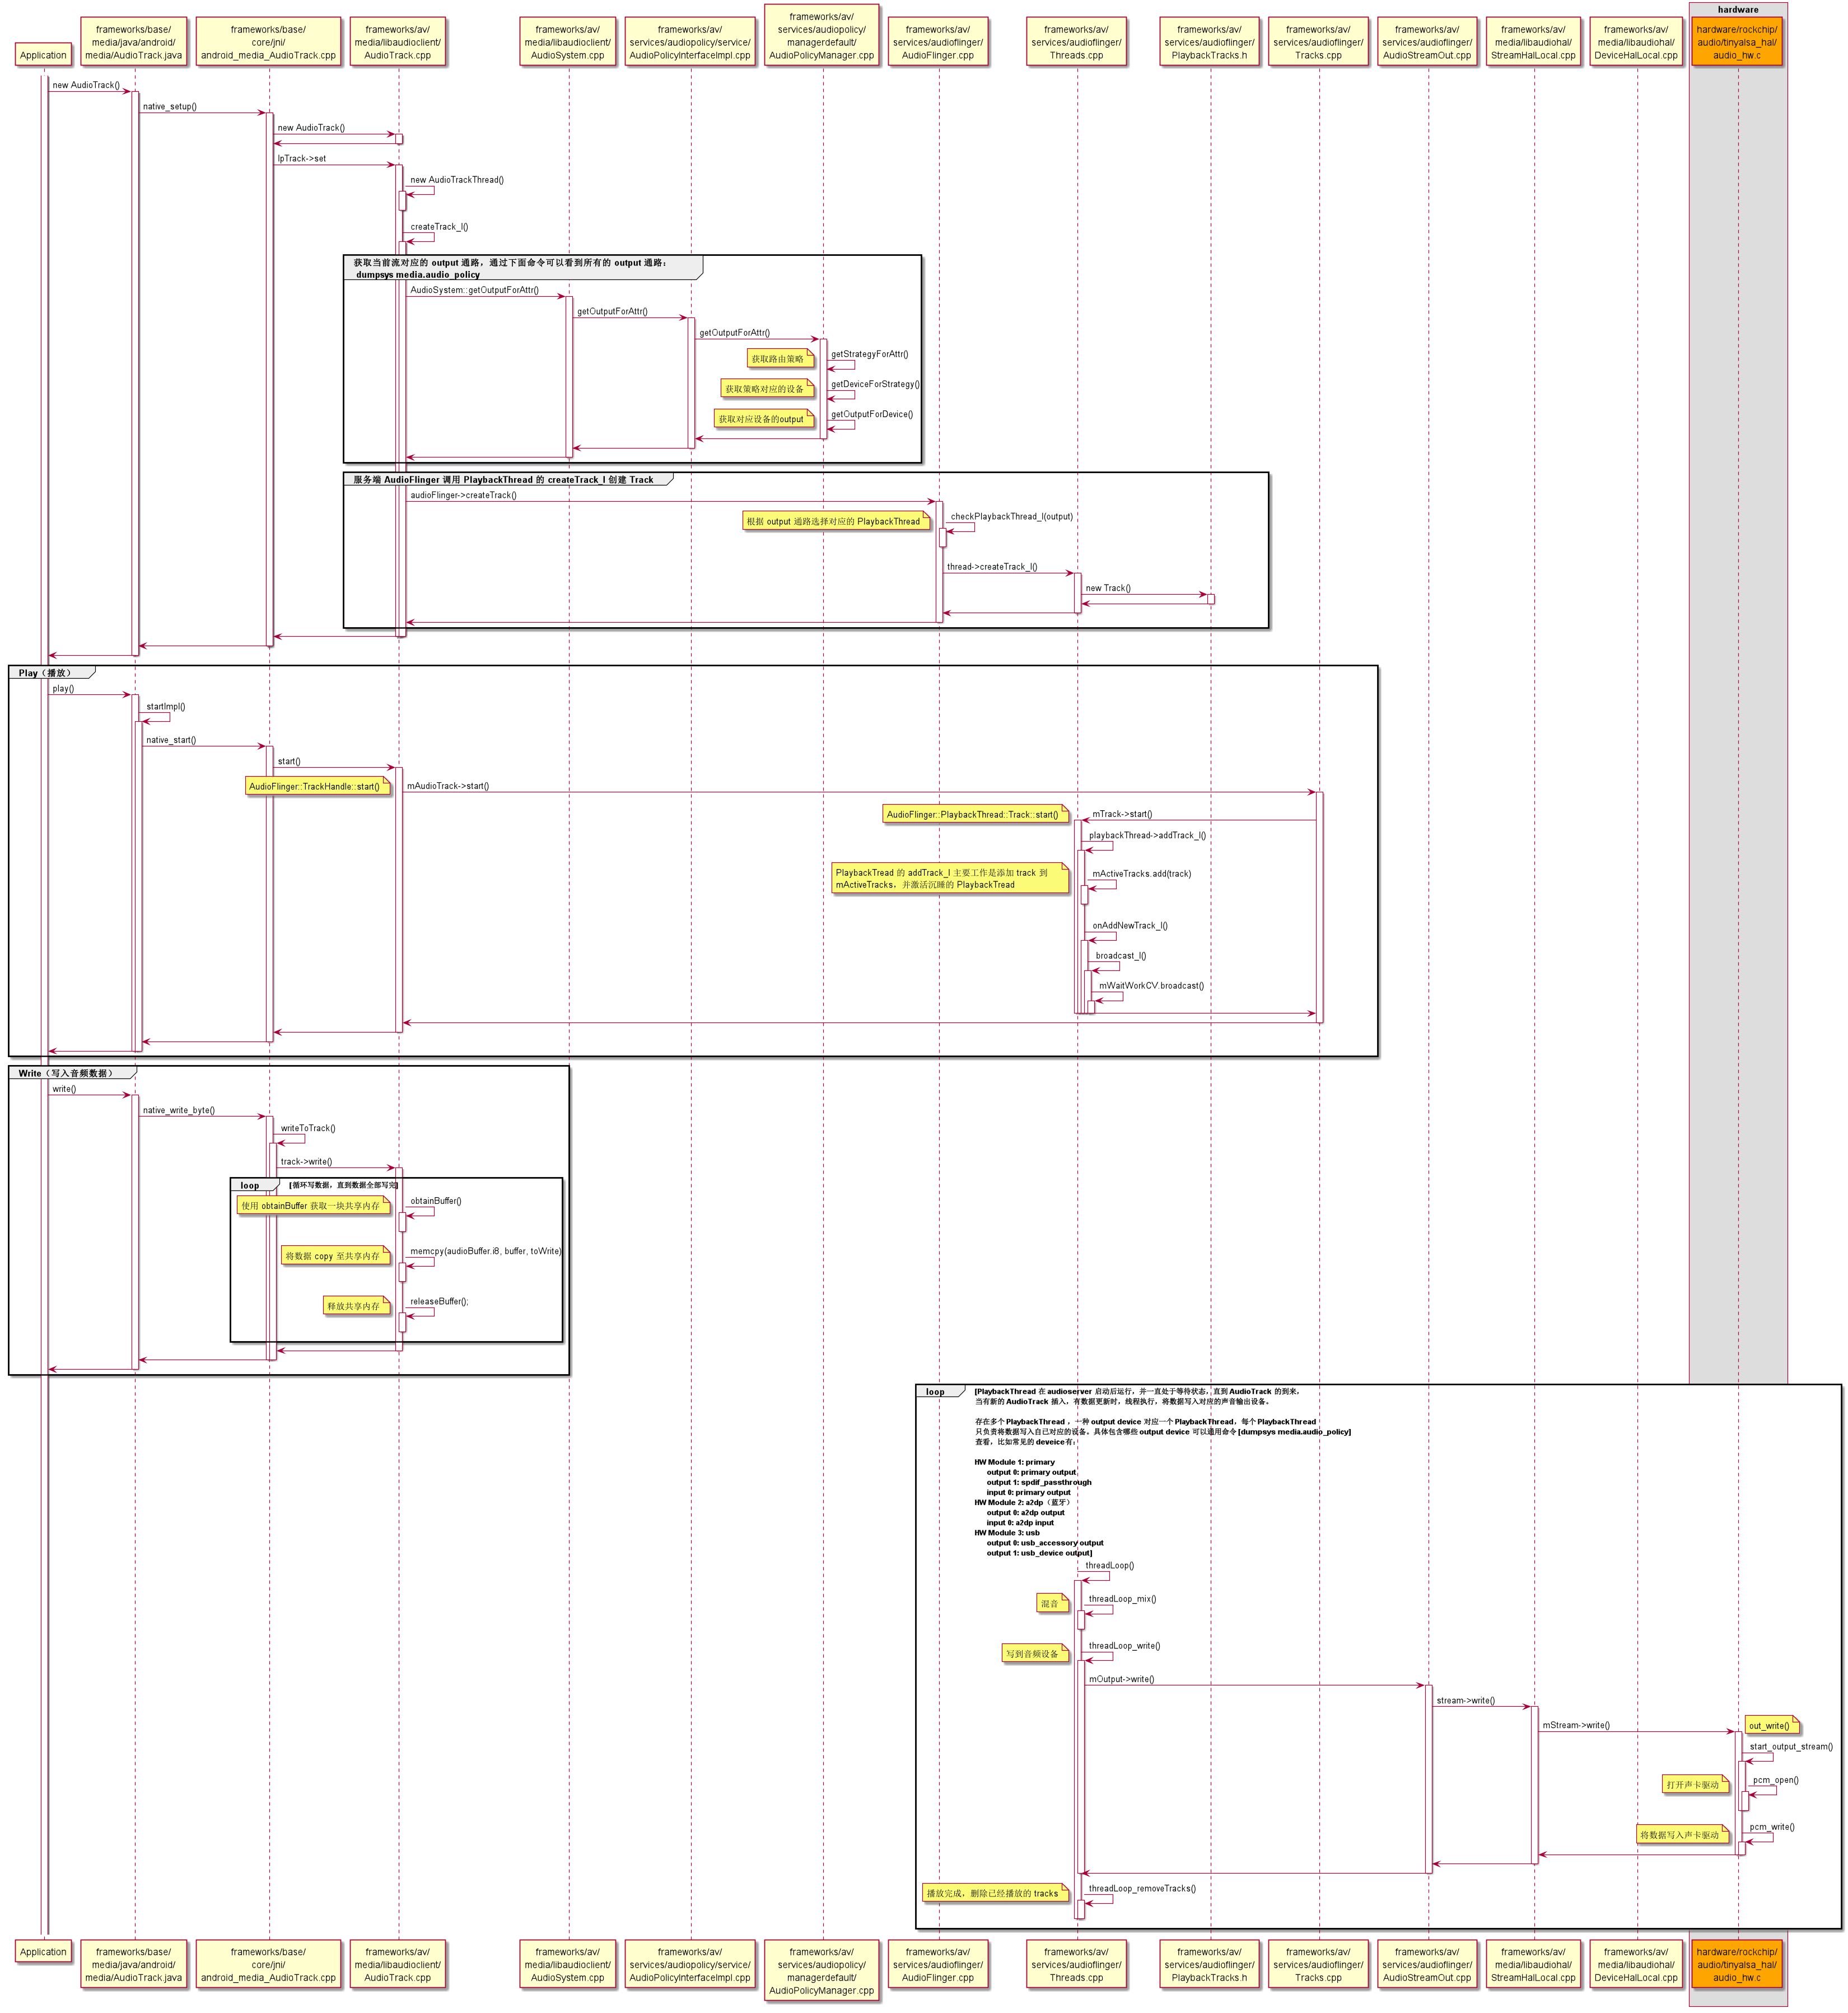 hardware
Application
frameworks/base/
media/java/android/
media/AudioTrack.java
frameworks/base/
core/jni/
android_media_AudioTrack.cpp
frameworks/av/
media/libaudioclient/
AudioTrack.cpp
frameworks/av/
media/libaudioclient/
AudioSystem.cpp
frameworks/av/
services/audiopolicy/service/
AudioPolicyInterfaceImpl.cpp
frameworks/av/
services/audiopolicy/
managerdefault/
AudioPolicyManager.cpp
frameworks/av/
services/audioflinger/
AudioFlinger.cpp
frameworks/av/
services/audioflinger/
Threads.cpp
frameworks/av/
services/audioflinger/
PlaybackTracks.h
frameworks/av/
services/audioflinger/
Tracks.cpp
frameworks/av/
services/audioflinger/
AudioStreamOut.cpp
frameworks/av/
media/libaudiohal/
StreamHalLocal.cpp
frameworks/av/
media/libaudiohal/
DeviceHalLocal.cpp
hardware/rockchip/
audio/tinyalsa_hal/
audio_hw.c
new AudioTrack()
native_setup()
new AudioTrack()
lpTrack->set
new AudioTrackThread()
createTrack_l()
获取当前流对应的 output 通路，通过下面命令可以看到所有的 output 通路：
dumpsys media.audio_policy
AudioSystem::getOutputForAttr()
getOutputForAttr()
getOutputForAttr()
获取路由策略
getStrategyForAttr()
获取策略对应的设备
getDeviceForStrategy()
获取对应设备的output
getOutputForDevice()
服务端 AudioFlinger 调用 PlaybackThread 的 createTrack_l 创建 Track
audioFlinger->createTrack()
根据 output 通路选择对应的 PlaybackThread
checkPlaybackThread_l(output)
thread->createTrack_l()
new Track()
Play（播放）
play()
startImpl()
native_start()
start()
AudioFlinger::TrackHandle::start()
mAudioTrack->start()
AudioFlinger::PlaybackThread::Track::start()
mTrack->start()
playbackThread->addTrack_l()
PlaybackTread 的 addTrack_l 主要工作是添加 track 到
mActiveTracks，并激活沉睡的 PlaybackTread
mActiveTracks.add(track)
onAddNewTrack_l()
broadcast_l()
mWaitWorkCV.broadcast()
Write（写入音频数据）
write()
native_write_byte()
writeToTrack()
track->write()
loop
[循环写数据，直到数据全部写完]
使用 obtainBuffer 获取一块共享内存
obtainBuffer()
将数据 copy 至共享内存
memcpy(audioBuffer.i8, buffer, toWrite)
释放共享内存
releaseBuffer();
loop
[PlaybackThread 在 audioserver 启动后运行，并一直处于等待状态，直到 AudioTrack 的到来，
当有新的 AudioTrack 插入，有数据更新时，线程执行，将数据写入对应的声音输出设备。
存在多个 PlaybackThread ，一种 output device 对应一个 PlaybackThread，每个 PlaybackThread
只负责将数据写入自已对应的设备。具体包含哪些 output device 可以通用命令 [dumpsys media.audio_policy]
查看，比如常见的 deveice有：
HW Module 1: primary
output 0: primary output
output 1: spdif_passthrough
input 0: primary output
HW Module 2: a2dp（蓝牙）
output 0: a2dp output
input 0: a2dp input
HW Module 3: usb
output 0: usb_accessory output
output 1: usb_device output]
threadLoop()
混音
threadLoop_mix()
写到音频设备
threadLoop_write()
mOutput->write()
stream->write()
mStream->write()
out_write()
start_output_stream()
打开声卡驱动
pcm_open()
将数据写入声卡驱动
pcm_write()
播放完成，删除已经播放的 tracks
threadLoop_removeTracks()
Application
frameworks/base/
media/java/android/
media/AudioTrack.java
frameworks/base/
core/jni/
android_media_AudioTrack.cpp
frameworks/av/
media/libaudioclient/
AudioTrack.cpp
frameworks/av/
media/libaudioclient/
AudioSystem.cpp
frameworks/av/
services/audiopolicy/service/
AudioPolicyInterfaceImpl.cpp
frameworks/av/
services/audiopolicy/
managerdefault/
AudioPolicyManager.cpp
frameworks/av/
services/audioflinger/
AudioFlinger.cpp
frameworks/av/
services/audioflinger/
Threads.cpp
frameworks/av/
services/audioflinger/
PlaybackTracks.h
frameworks/av/
services/audioflinger/
Tracks.cpp
frameworks/av/
services/audioflinger/
AudioStreamOut.cpp
frameworks/av/
media/libaudiohal/
StreamHalLocal.cpp
frameworks/av/
media/libaudiohal/
DeviceHalLocal.cpp
hardware/rockchip/
audio/tinyalsa_hal/
audio_hw.c